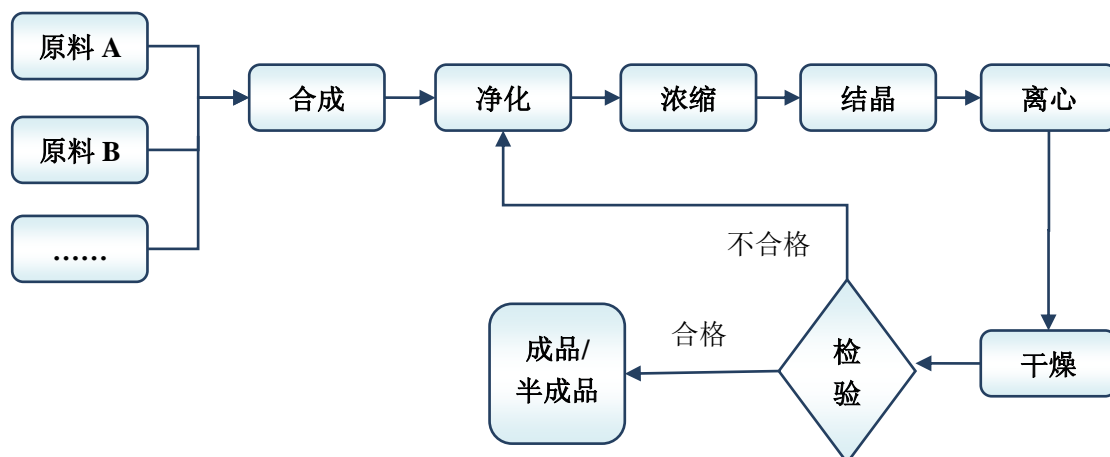 原料 A
原料 B
……
合成
净化
浓缩
结晶
离心
干燥
检
验
不合格
合格
成品/
半成品